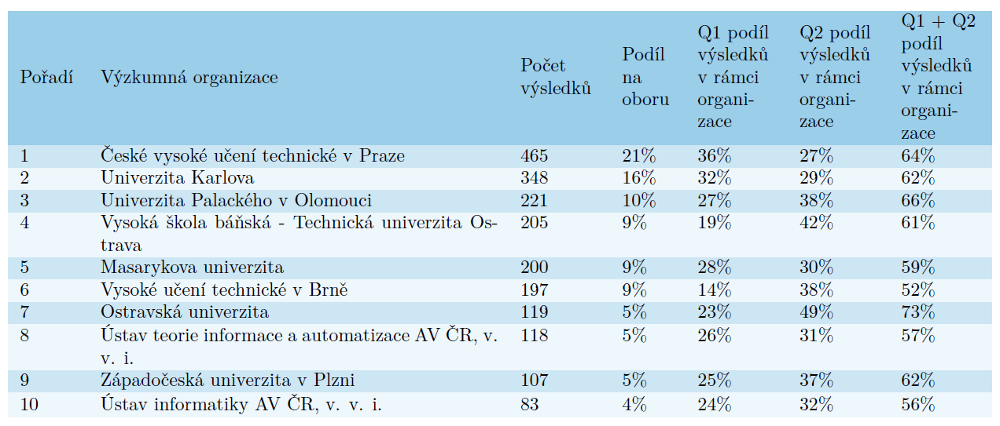 Pořadí Výzkumná organizace Počet výsledků Podíl na oboru Q1 podíl výsledků v rámci organi-zace Q2 podíl výsledků v rámci organi-zace Q1 + Q2 podíl výsledků v rámci organi-zace
1 České vysoké učení technické v Praze 465 21% 36% 27% 64%
2 Univerzita Karlova 348 16% 32% 29% 62%
3 Univerzita Palackého v Olomouci 221 10% 27% 38% 66%
4 Vysoká škola báňská - Technická univerzita Os- 205 9% 19% 42% 61%
trava
5 Masarykova univerzita 200 9% 28% 30% 59%
6 Vysoké učení technické v Brně 197 9% 14% 38% 52%
7 Ostravská univerzita 119 5% 23% 49% 73%
8 Ústav teorie informace a automatizace AV ČR, v. 118 5% 26% 31% 57%
v. i.
9 Západočeská univerzita v Plzni 107 5% 25% 37% 62%
10 Ústav informatiky AV ČR, v. v. i. 83 4% 24% 32% 56%